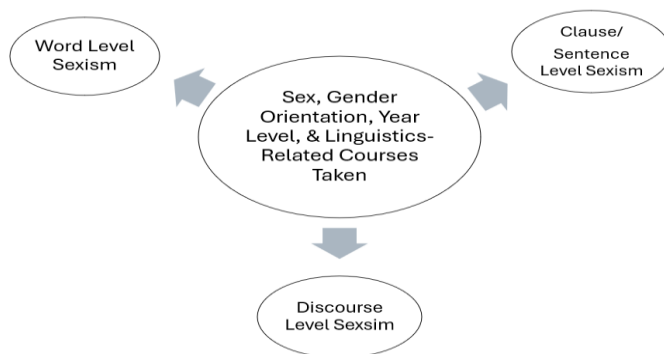 Word Level
Sexism
Clause/
Sentence
Level Sexism
Sex, Gender
Orientation, Year
Level, & Linguistics-
Related Courses
Taken
Discourse
Level Sexsim